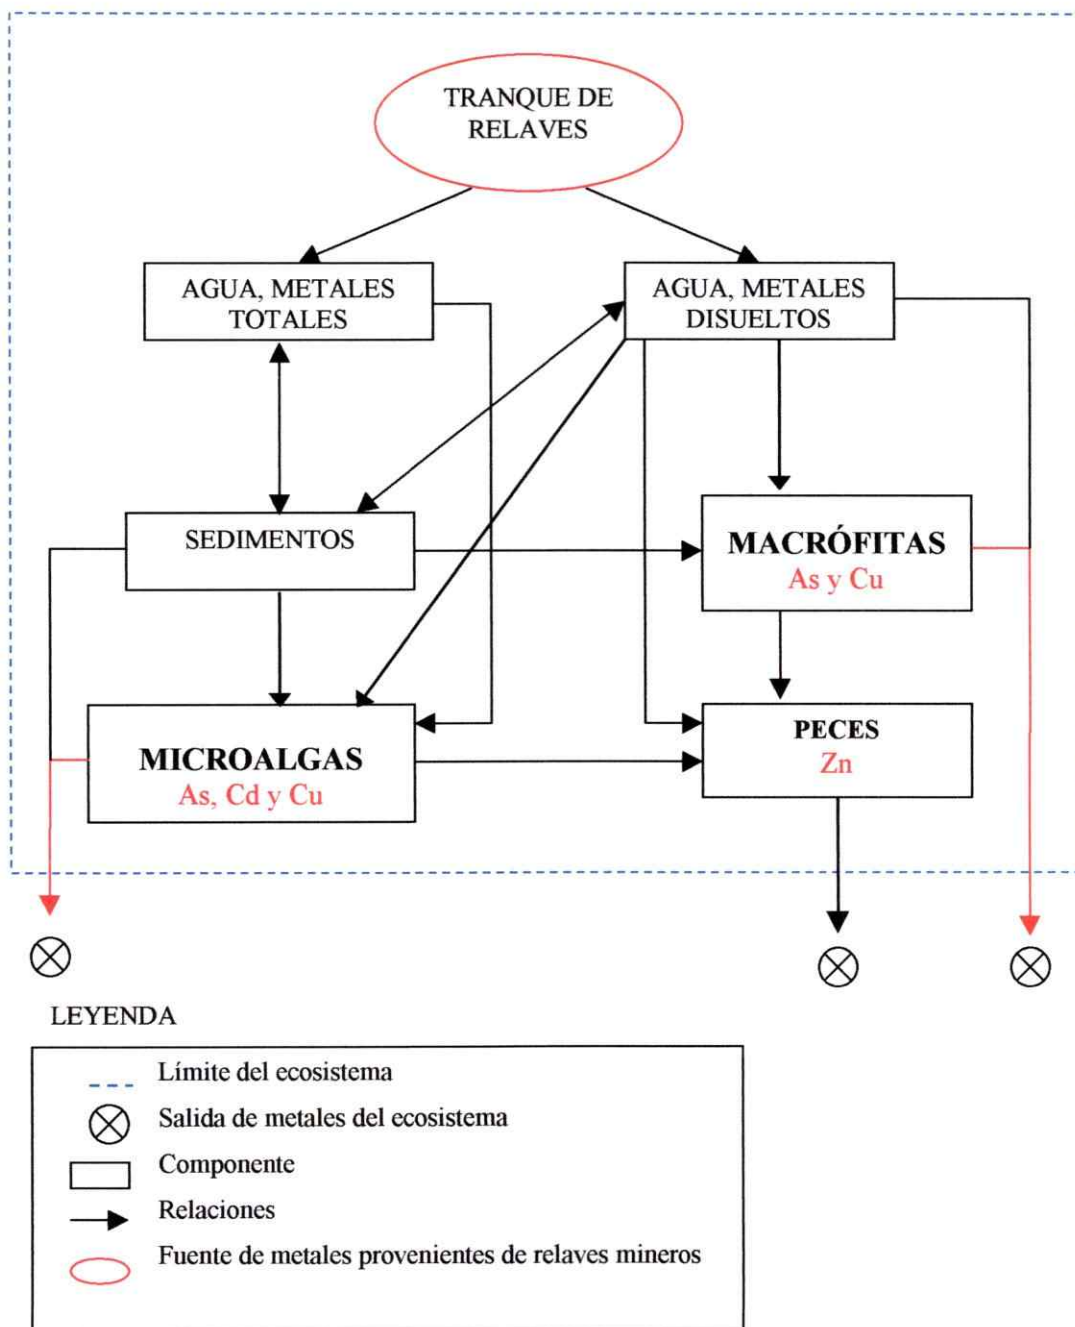 TRANQUE DE
RELAVES
AGUA, METALES
TOTALES
AGUA, METALES
DISUELTOS
SEDIMENTOS
MACRÓFITAS
As y Cu
MICROALGAS
As, Cd y Cu
PECES
Zn
LEYENDA
Límite del ecosistema
Salida de metales del ecosistema
Componente
Relaciones
Fuente de metales provenientes de relaves mineros